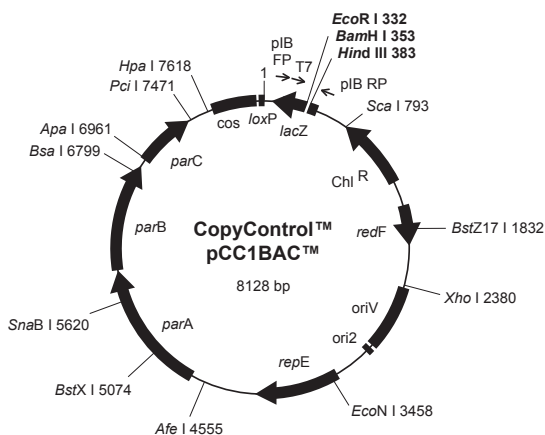 EcoR I 332
BamH I 353
Hind III 383
pIB
FP
T7
pIB RP
1
Hpa I 7618
Pci I 7471
cos
loxP
lacZ
Sca I 793
Apa I 6961
Bsa I 6799
parC
Chl R
parB
CopyControl™
pCC1BAC™
8128 bp
redF
BstZ17 I 1832
Xho I 2380
oriV
ori2
SnaB I 5620
parA
repE
BstX I 5074
EcoN I 3458
Afe I 4555